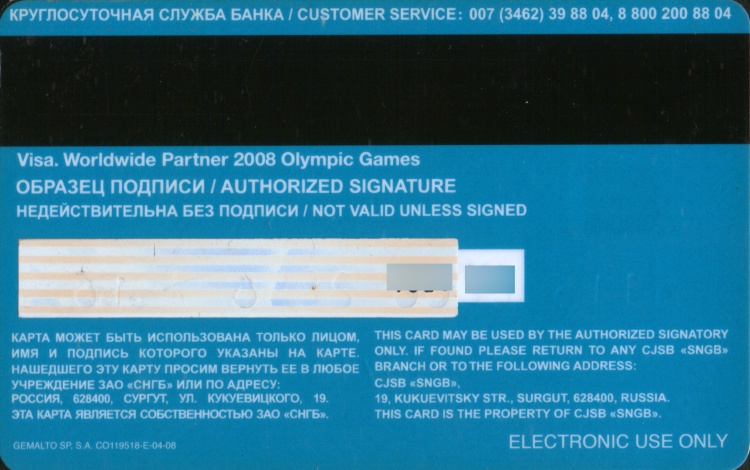 КРУГЛОСУТОЧНАЯ СЛУЖБА БАНКА / CUSTOMER SERVICE: 007 (3462) 39 88 04, 8 800 200 88 04
Visa. Worldwide Partner 2008 Olympic Games
ОБРАЗЕЦ ПОДПИСИ / AUTHORIZED SIGNATURE
НЕДЕЙСТВИТЕЛЬНА БЕЗ ПОДПИСИ / NOT VALID UNLESS SIGNED
КАРТА МОЖЕТ БЫТЬ ИСПОЛЬЗОВАНА ТОЛЬКО ЛИЦОМ,
ИМЯ И ПОДПИСЬ КОТОРОГО УКАЗАНЫ НА КАРТЕ.
НАШЕДШЕГО ЭТУ КАРТУ ПРОСИМ ВЕРНУТЬ ЕЕ В ЛЮБОЕ
УЧРЕЖДЕНИЕ ЗАО «СНГБ» ИЛИ ПО АДРЕСУ:
РОССИЯ, 628400, СУРГУТ, УЛ. КУКУЕВИЦКОГО, 19.
ЭТА КАРТА ЯВЛЯЕТСЯ СОБСТВЕННОСТЬЮ ЗАО «СНГБ».
THIS CARD MAY BE USED BY THE AUTHORIZED SIGNATORY
ONLY. IF FOUND PLEASE RETURN TO ANY CJSB «SNGB»
BRANCH OR TO THE FOLLOWING ADDRESS:
CJSB «SNGB»,
19, KUKUEVITSKY STR., SURGUT, 628400, RUSSIA.
THIS CARD IS THE PROPERTY OF CJSB «SNGB».
GEMALTO SP, S.A. CO119518-E-04-08
ELECTRONIC USE ONLY